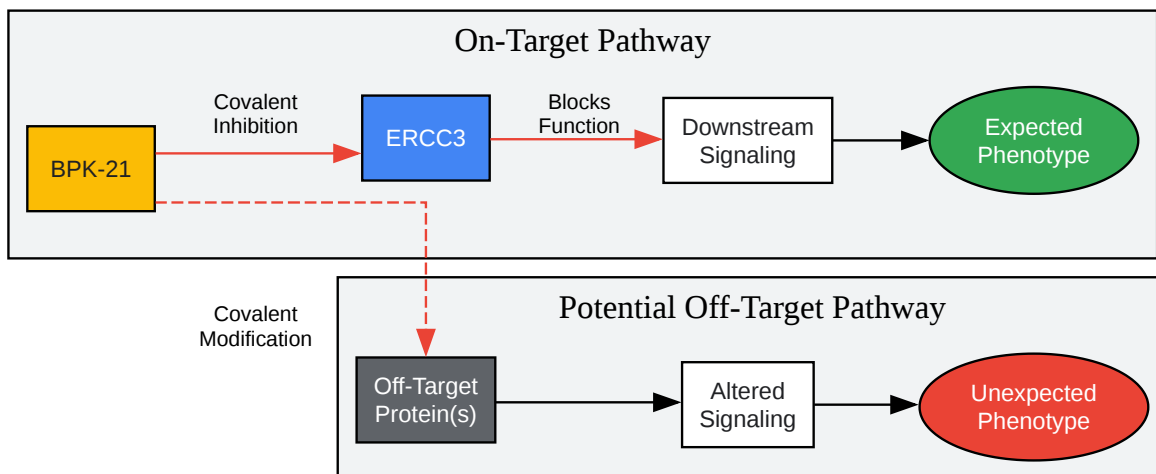 On-Target Pathway
Covalent
Inhibition
Blocks
Function
BPK-21
ERCC3
Downstream
Signaling
Expected
Phenotype
Potential Off-Target Pathway
Covalent
Modification
Off-Target
Protein(s)
Altered
Signaling
Unexpected
Phenotype